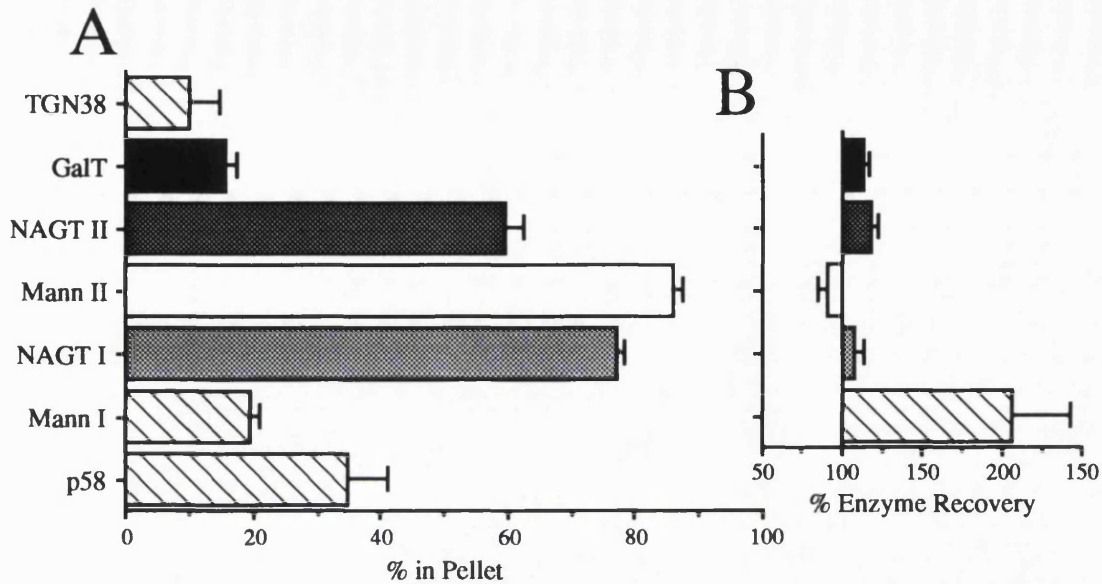 A
B
TGN38
GalT
NAGT II
Mann II
NAGT I
Mann I
p58
0 20 40 60 80 100
% in Pellet
50 100 150 200 150
% Enzyme Recovery